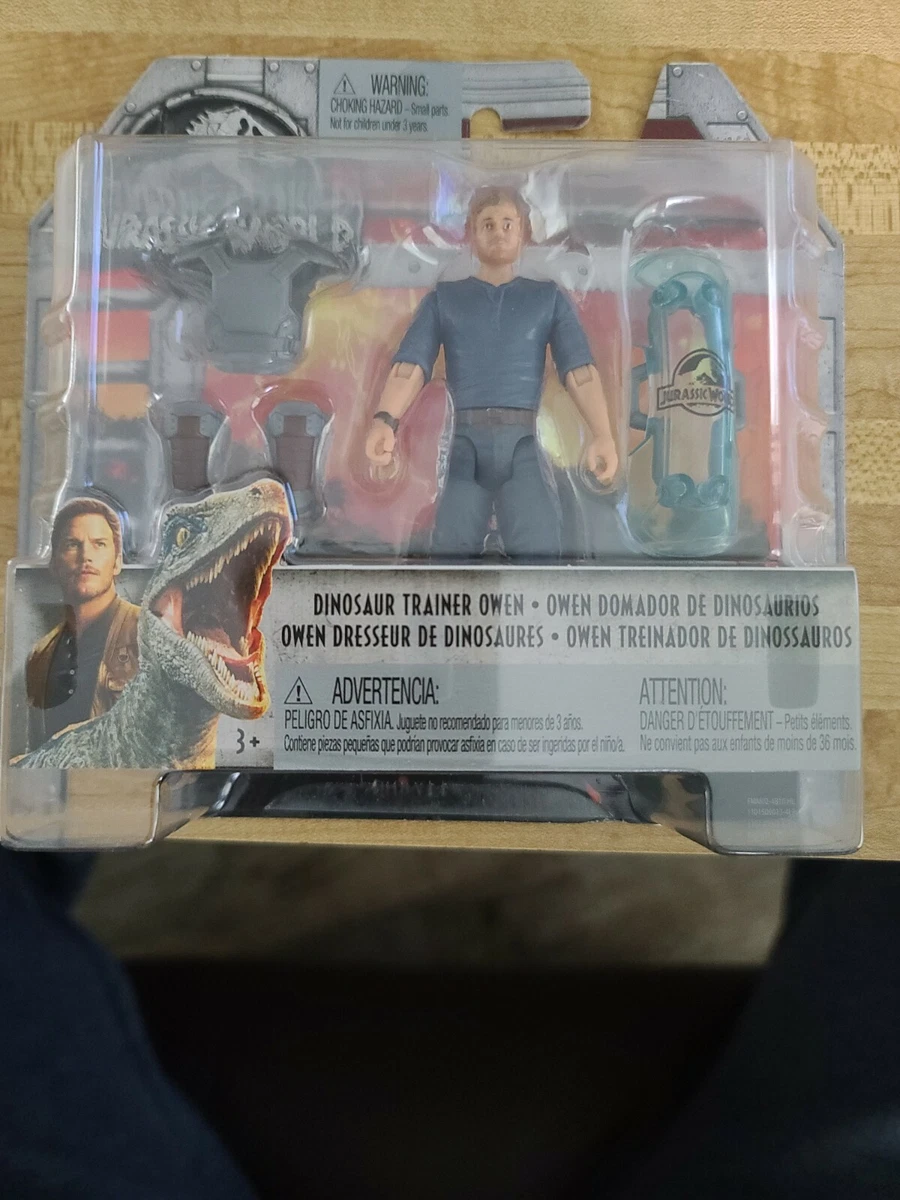 WARNING:
CHOKING HAZARD – Small parts.
Not for children under 3 years.
JURASSIC WORLD
JURASSIC WO
DINOSAUR TRAINER OWEN • OWEN DOMADOR DE DINOSAURIOS
OWEN DRESSEUR DE DINOSAURES • OWEN TREINADOR DE DINOSSAUROS
ADVERTENCIA:
PELIGRO DE ASFIXIA. Juguete no recomendado para menores de 3 años.
Contiene piezas pequeñas que podrían provocar asfixia en caso de ser ingeridas por el niño/a.
3+
ATTENTION:
DANGER D'ÉTOUFFEMENT – Petits éléments.
Ne convient pas aux enfants de moins de 36 mois.